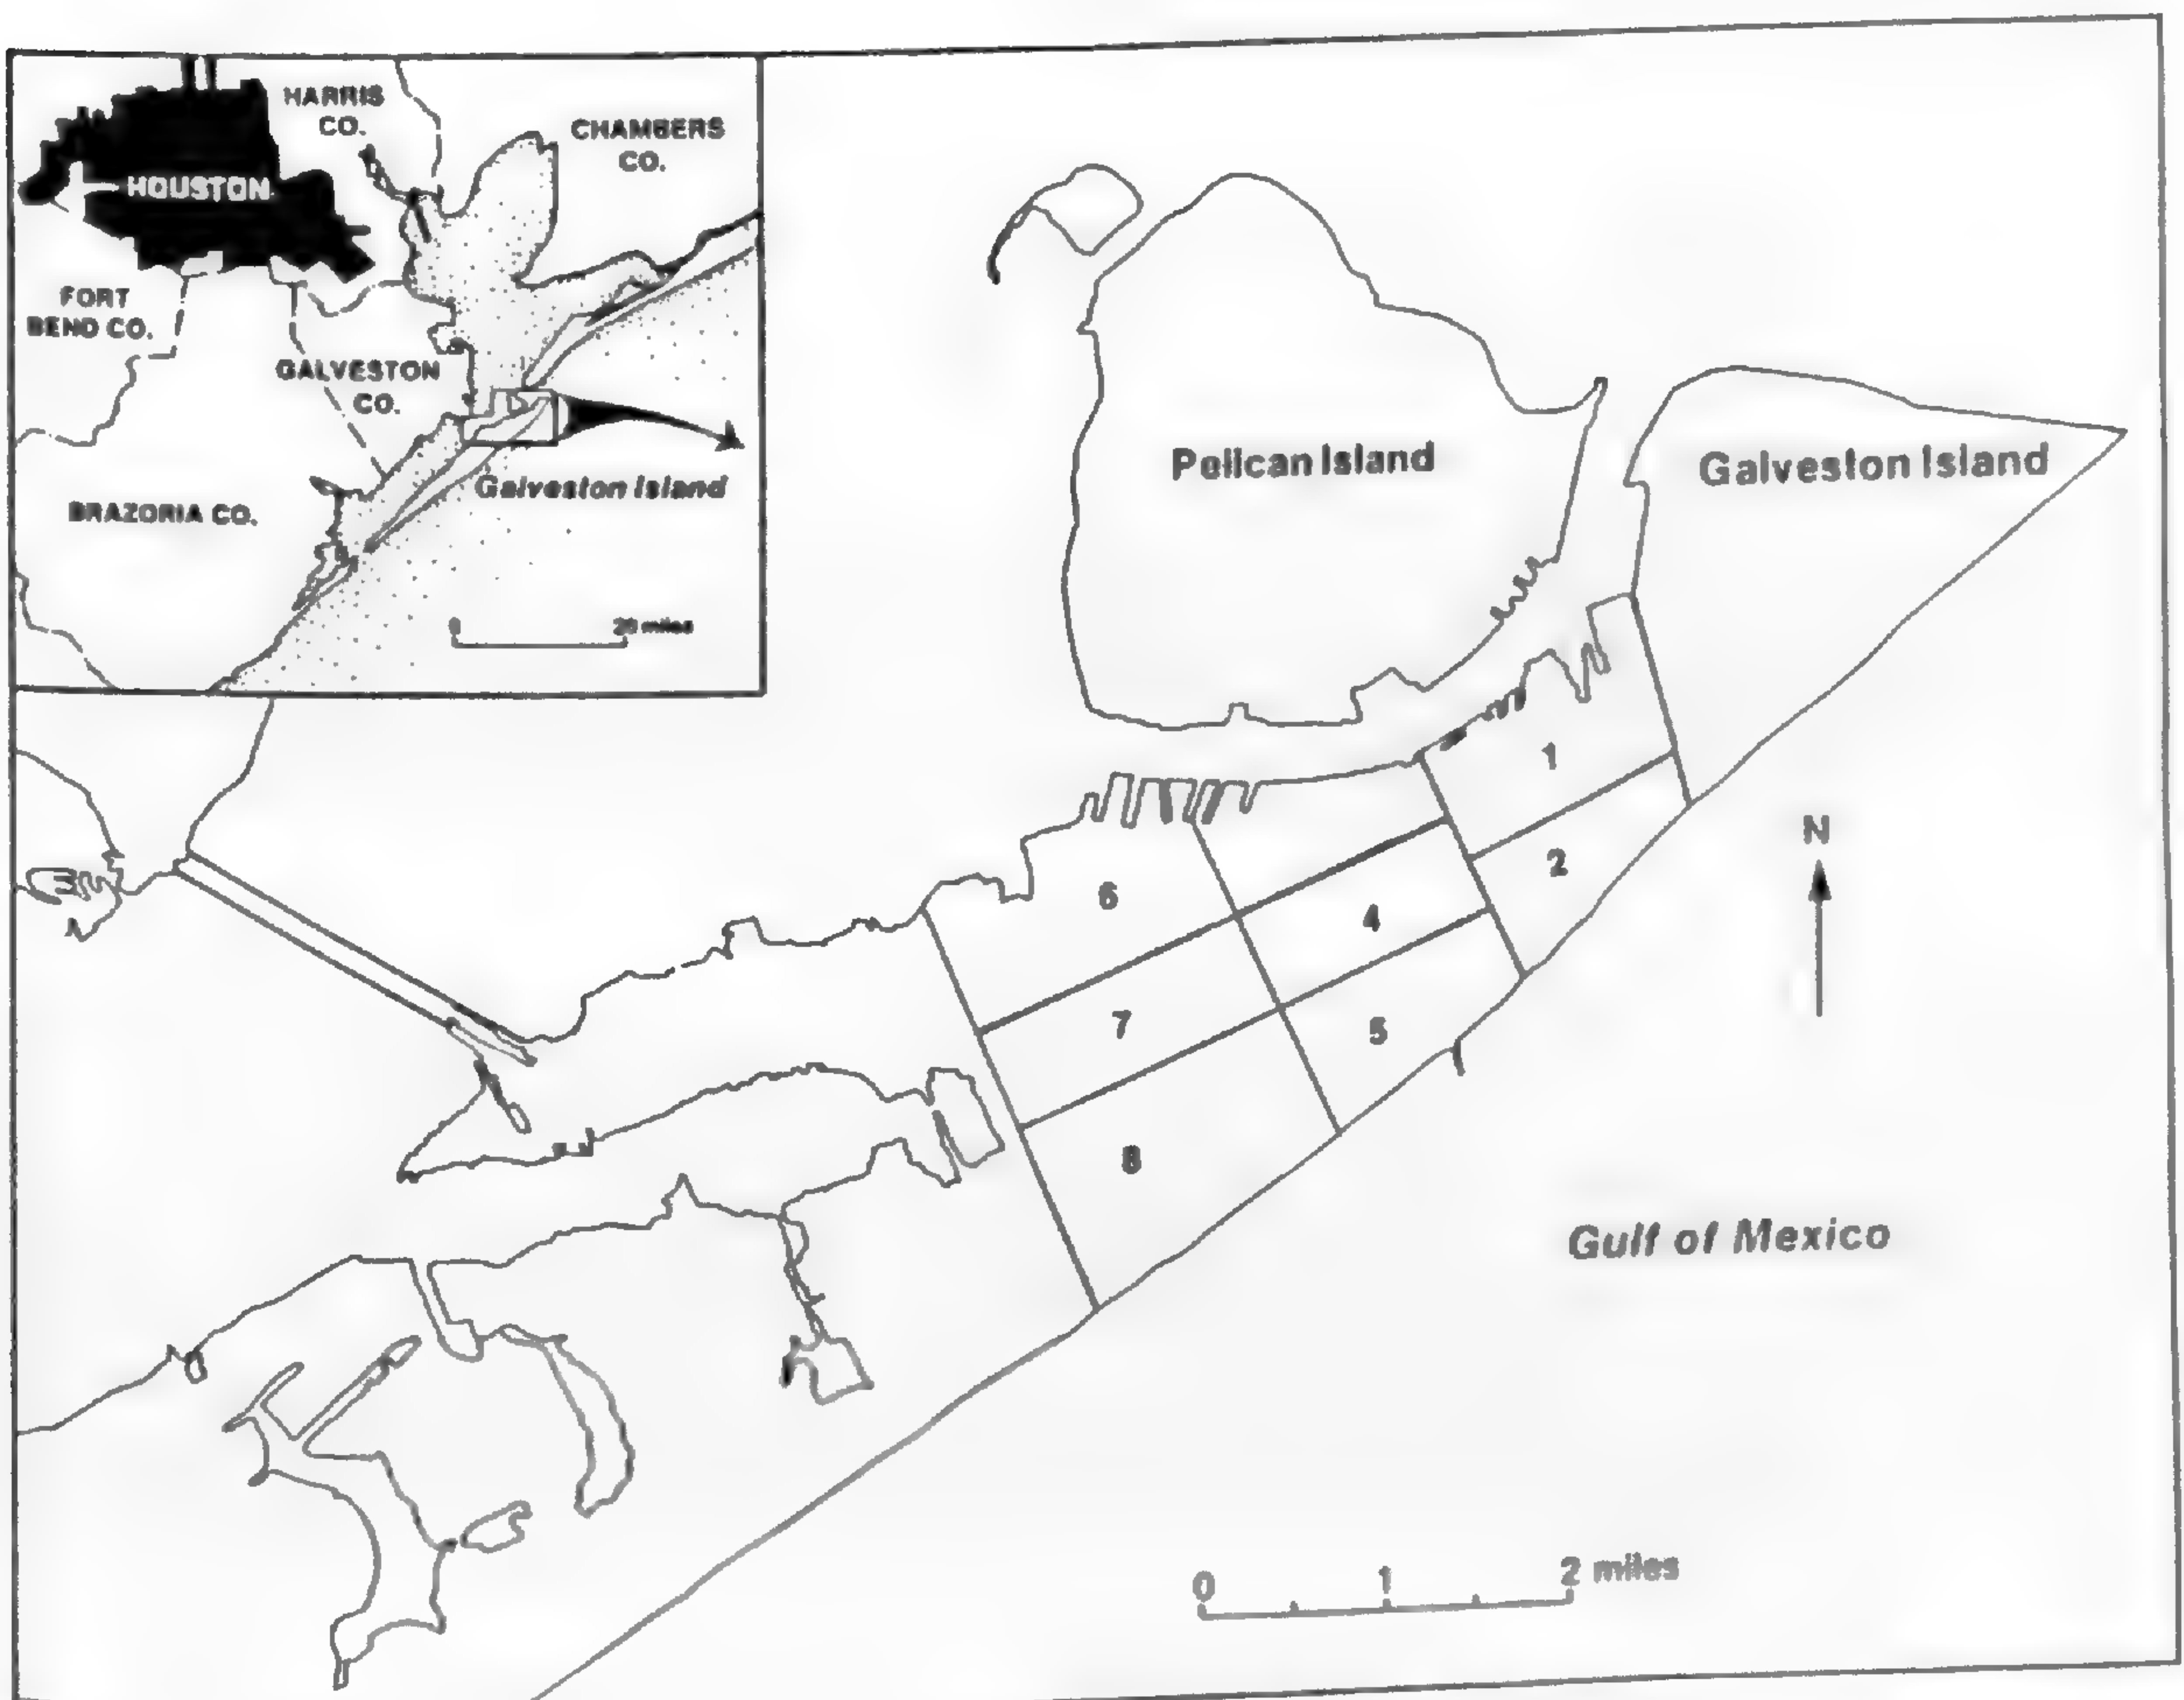 HARRIS
CO.
CHAMBERS
CO.
HOUSTON
FORT
BEND CO.
GALVESTON
CO.
BRAZORIA CO.
Galveston Island
0 20 miles
Pelican Island
Galveston Island
1
2
N
6
4
7
5
8
Gulf of Mexico
0 1 2 miles